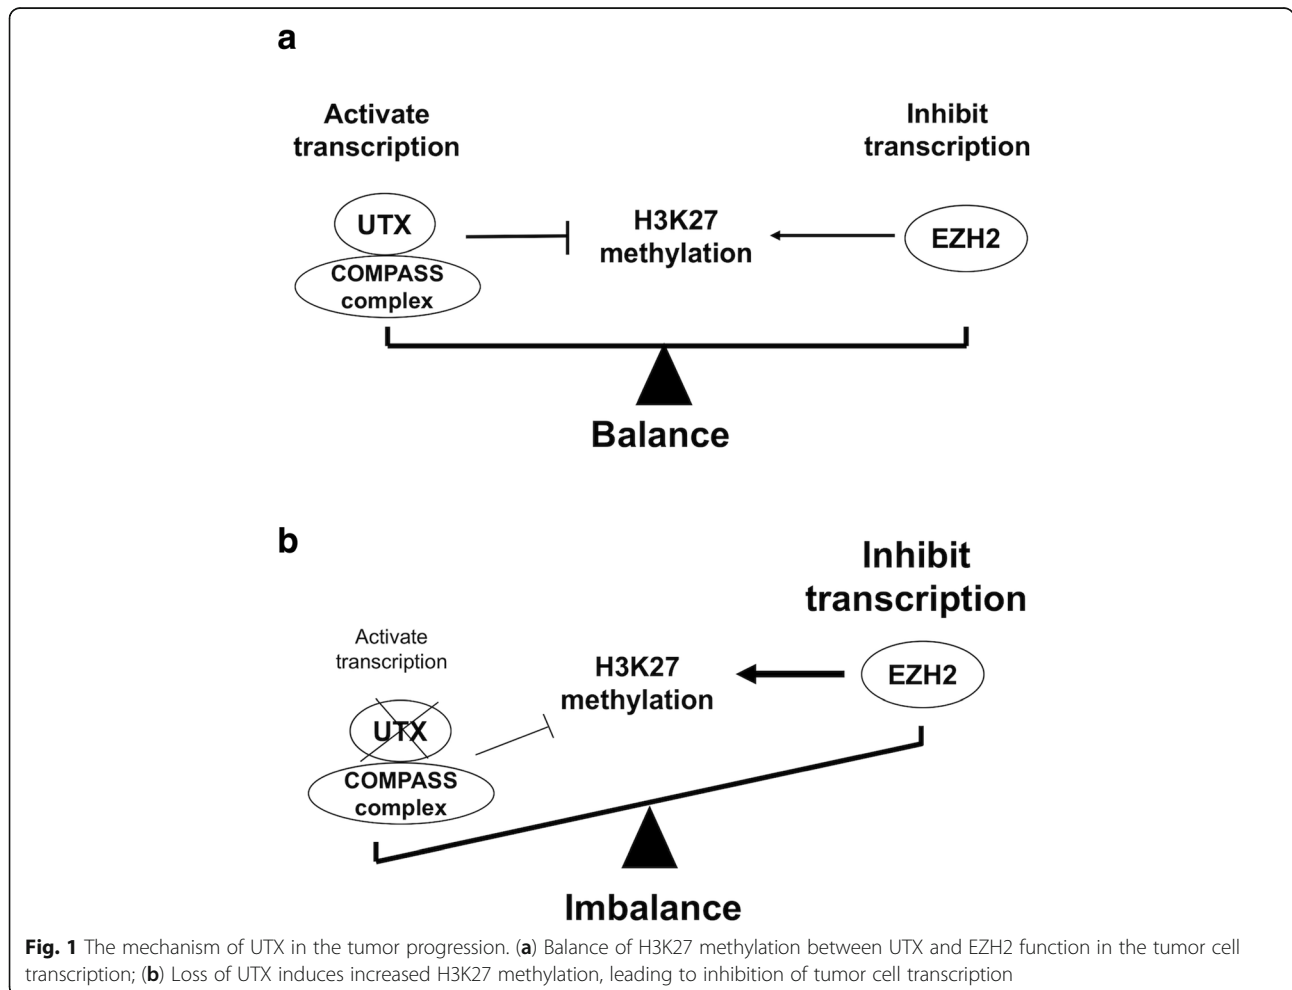 a
Activate
transcription
Inhibit
transcription
UTX
COMPASS
complex
H3K27
methylation
EZH2
Balance
b
Inhibit
transcription
Activate
transcription
H3K27
methylation
EZH2
UTX
COMPASS
complex
Imbalance
Fig. 1 The mechanism of UTX in the tumor progression. (a) Balance of H3K27 methylation between UTX and EZH2 function in the tumor cell
transcription; (b) Loss of UTX induces increased H3K27 methylation, leading to inhibition of tumor cell transcription